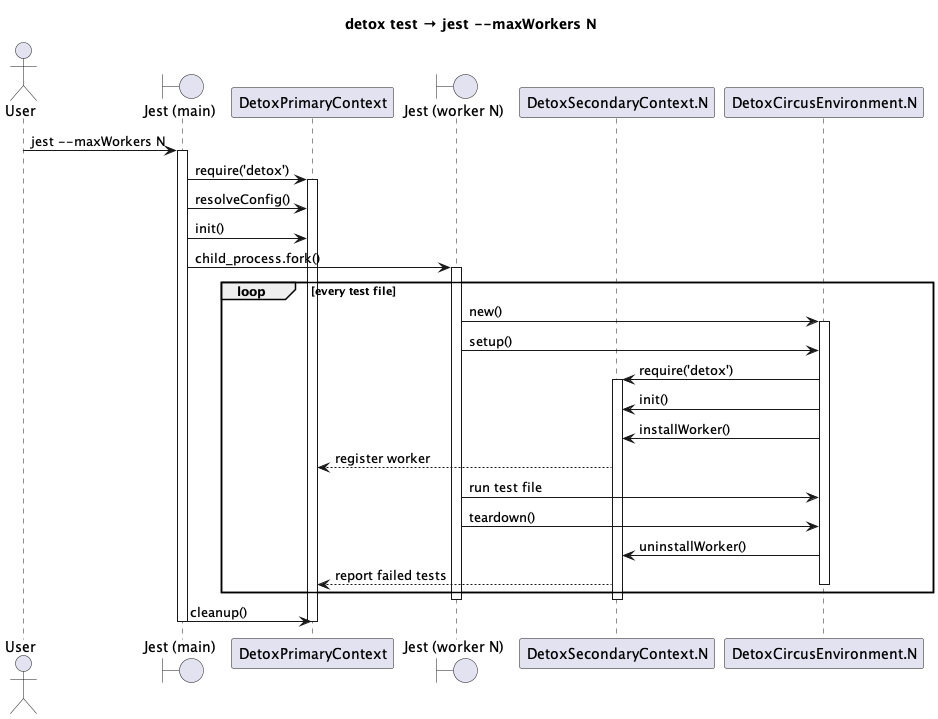 detox test → jest --maxWorkers N
User
Jest (main)
DetoxPrimaryContext
Jest (worker N)
DetoxSecondaryContext.N
DetoxCircusEnvironment.N
jest --maxWorkers N
require('detox')
resolveConfig()
init()
child_process.fork()
loop
[every test file]
new()
setup()
require('detox')
init()
installWorker()
register worker
run test file
teardown()
uninstallWorker()
report failed tests
cleanup()
User
Jest (main)
DetoxPrimaryContext
Jest (worker N)
DetoxSecondaryContext.N
DetoxCircusEnvironment.N